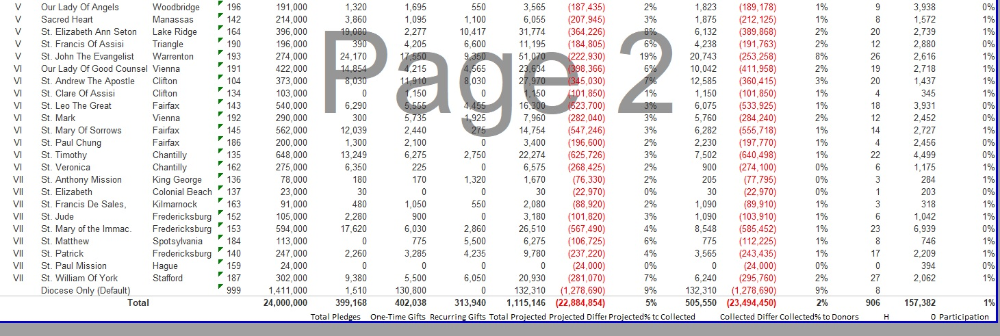 V Our Lady Of Angels Woodbridge 196 191,000 1,320 1,695 550 3,565 (187,435) 2% 1,823 (189,178) 1% 9 3,938 0%
V Sacred Heart Manassas 142 214,000 3,860 1,095 1,100 6,055 (207,945) 3% 1,875 (212,125) 1% 8 1,572 1%
V St. Elizabeth Ann Seton Lake Ridge 164 396,000 19,080 2,277 10,417 31,774 (364,226) 8% 6,132 (389,868) 2% 20 2,739 1%
V St. Francis Of Assisi Triangle 190 196,000 390 4,205 6,600 11,195 (184,805) 6% 4,238 (191,763) 2% 12 2,880 0%
V St. John The Evangelist Warrenton 193 274,000 24,170 17,550 9,350 51,070 (222,930) 19% 20,743 (253,258) 8% 26 2,616 1%
VI Our Lady Of Good Counsel Vienna 191 422,000 14,854 4,215 4,565 23,634 (398,366) 6% 10,042 (411,958) 2% 19 2,718 1%
VI St. Andrew The Apostle Clifton 104 373,000 8,030 11,910 8,030 27,970 (345,030) 7% 12,585 (360,415) 3% 20 1,437 1%
VI St. Clare Of Assisi Clifton 134 103,000 0 1,150 0 1,150 (101,850) 1% 1,150 (101,850) 1% 4 345 1%
VI St. Leo The Great Fairfax 143 540,000 6,290 5,555 4,455 16,300 (523,700) 3% 6,075 (533,925) 1% 18 3,931 0%
VI St. Mark Vienna 192 290,000 300 5,735 1,925 7,960 (282,040) 3% 5,760 (284,240) 2% 12 2,452 0%
VI St. Mary Of Sorrows Fairfax 145 562,000 12,039 2,440 275 14,754 (547,246) 3% 6,282 (555,718) 1% 14 2,727 1%
VI St. Paul Chung Fairfax 186 200,000 1,300 2,100 0 3,400 (196,600) 2% 2,230 (197,770) 1% 4 2,456 0%
VI St. Timothy Chantilly 135 648,000 13,249 6,275 2,750 22,274 (625,726) 3% 7,502 (640,498) 1% 22 4,499 0%
VI St. Veronica Chantilly 162 275,000 6,350 225 0 6,575 (268,425) 2% 900 (274,100) 0% 6 1,175 1%
VII St. Anthony Mission King George 136 78,000 180 170 1,320 1,670 (76,330) 2% 205 (77,795) 0% 3 284 1%
VII St. Elizabeth Colonial Beach 137 23,000 30 0 0 30 (22,970) 0% 30 (22,970) 0% 1 203 0%
VII St. Francis De Sales, Kilmarnock 163 91,000 480 1,050 550 2,080 (88,920) 2% 1,090 (89,910) 1% 3 318 1%
VII St. Jude Fredericksburg 152 105,000 2,280 900 0 3,180 (101,820) 3% 1,090 (103,910) 1% 6 1,042 1%
VII St. Mary of the Immac. Fredericksburg 153 594,000 17,620 6,030 2,860 26,510 (567,490) 4% 8,548 (585,452) 1% 23 6,939 0%
VII St. Matthew Spotsylvania 184 113,000 0 775 5,500 6,275 (106,725) 6% 775 (112,225) 1% 8 746 1%
VII St. Patrick Fredericksburg 140 247,000 2,260 3,285 4,235 9,780 (237,220) 4% 3,565 (243,435) 1% 17 2,209 1%
VII St. Paul Mission Hague 159 24,000 0 0 0 0 (24,000) 0% 0 (24,000) 0% 0 394 0%
VII St. William Of York Stafford 187 302,000 9,380 5,500 6,050 20,930 (281,070) 7% 6,240 (295,760) 2% 27 2,062 1%
Diocese Only (Default) 999 1,411,000 1,510 130,800 0 132,310 (1,278,690) 9% 132,310 (1,278,690) 9% 8
Total 24,000,000 399,168 402,038 313,940 1,115,146 (22,884,854) 5% 505,550 (23,494,450) 2% 906 157,382 1%
Total Pledges One-Time Gifts Recurring Gifts Total Projected Projected Differ Projected% tc Collected Collected Differ Collected% to Donors H 0 Participation
Page 2